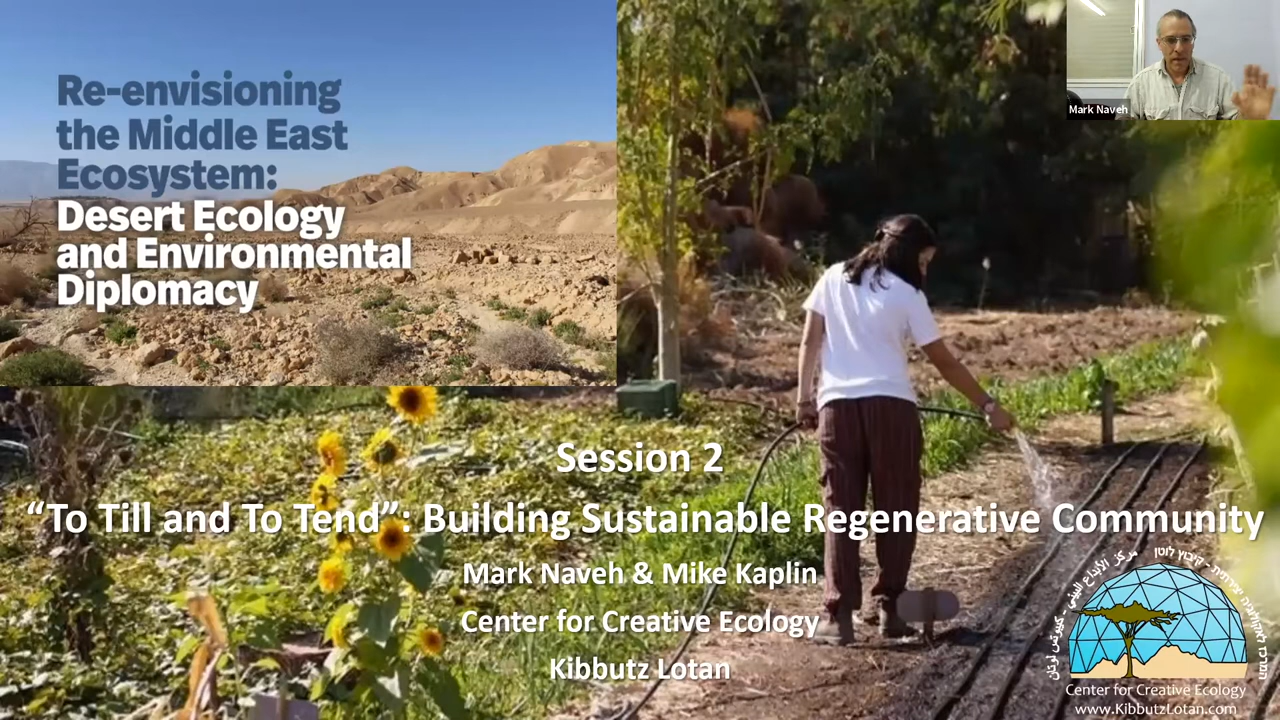 Re-envisioning
the Middle East
Ecosystem:
Desert Ecology
and Environmental
Diplomacy
Mark Naveh
Session 2
“To Till and To Tend”: Building Sustainable Regenerative Community
Mark Naveh & Mike Kaplin
Center for Creative Ecology
Kibbutz Lotan
Center for Creative Ecology
www.KibbutzLotan.com